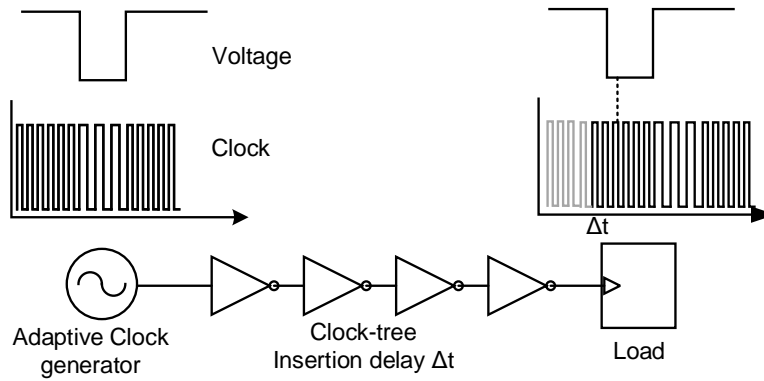 Voltage
Clock
Δt
Adaptive Clock
generator
Clock-tree
Insertion delay Δt
Load